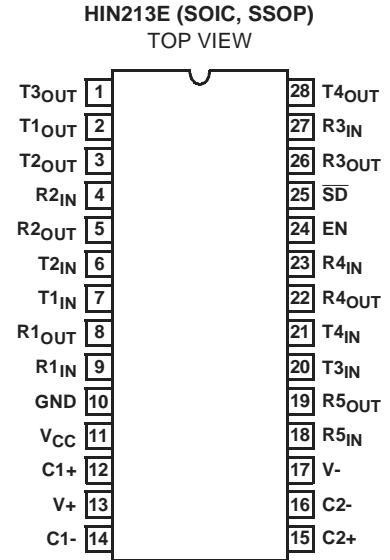 HIN213E (SOIC, SSOP)
TOP VIEW
T3OUT 1 28 T4OUT
T1OUT 2 27 R3IN
T2OUT 3 26 R3OUT
R2IN 4 25 S̅D̅
R2OUT 5 24 EN
T2IN 6 23 R4IN
T1IN 7 22 R4OUT
R1OUT 8 21 T4IN
R1IN 9 20 T3IN
GND 10 19 R5OUT
VCC 11 18 R5IN
C1+ 12 17 V-
V+ 13 16 C2-
C1- 14 15 C2+